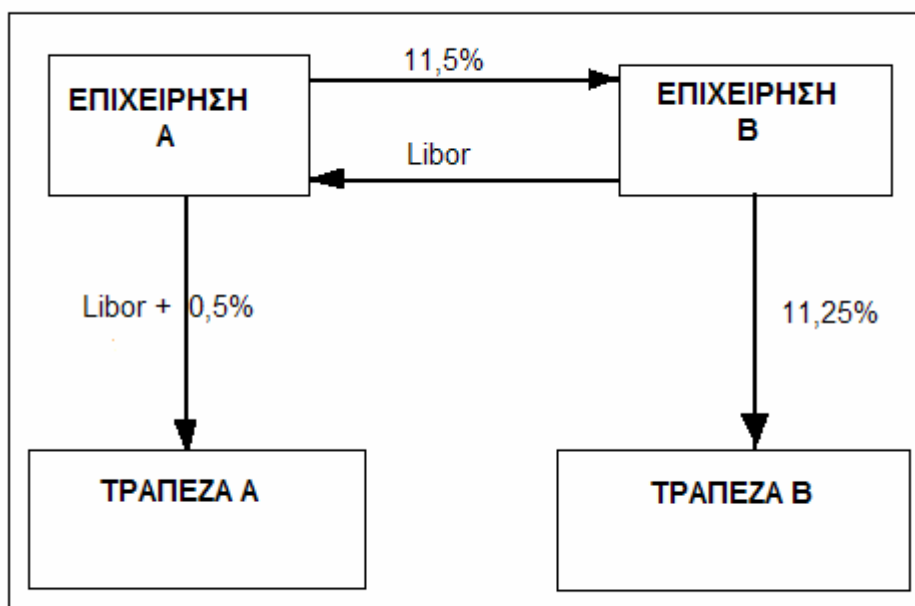 11,5%
ΕΠΙΧΕΙΡΗΣΗ
Α
ΕΠΙΧΕΙΡΗΣΗ
Β
Libor
Libor + 0,5%
11,25%
ΤΡΑΠΕΖΑ Α
ΤΡΑΠΕΖΑ Β